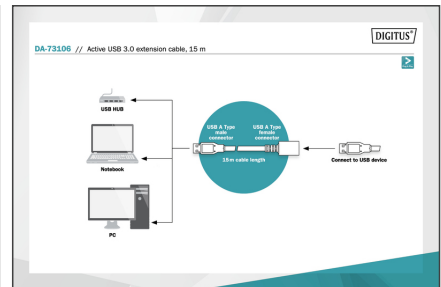 DIGITUS®
DA-73106 // Active USB 3.0 extension cable, 15 m
USB HUB
USB A Type
male
connector
USB A Type
female
connector
15m cable length
Connect to USB device
Notebook
PC